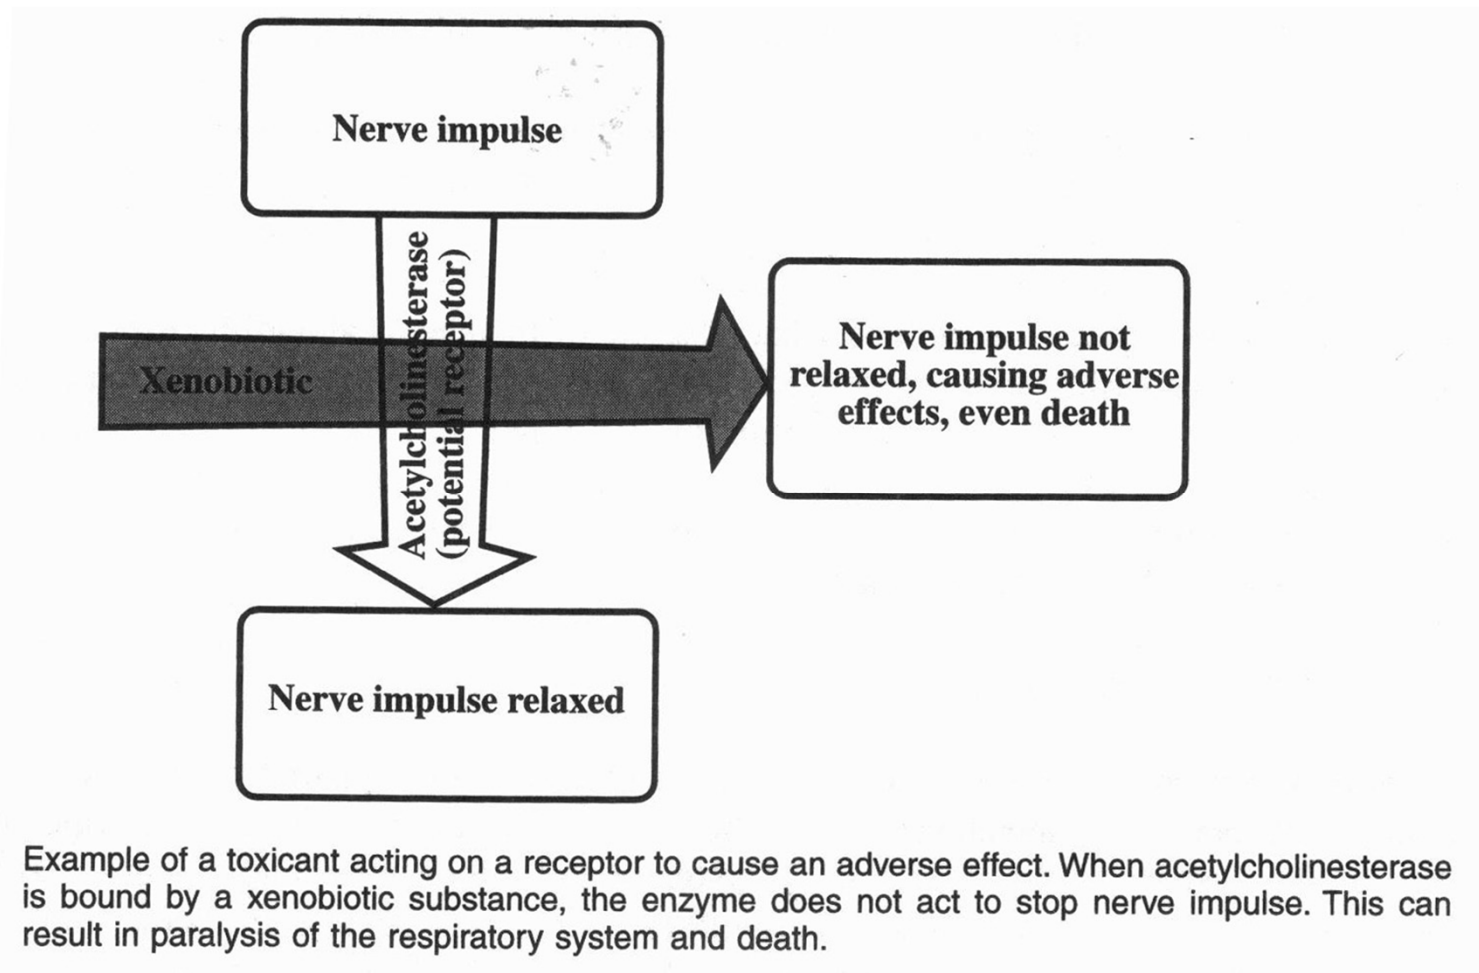 Nerve impulse
Acetylcholinesterase
(potential receptor)
Xenobiotic
Nerve impulse not
relaxed, causing adverse
effects, even death
Nerve impulse relaxed
Example of a toxicant acting on a receptor to cause an adverse effect. When acetylcholinesterase
is bound by a xenobiotic substance, the enzyme does not act to stop nerve impulse. This can
result in paralysis of the respiratory system and death.